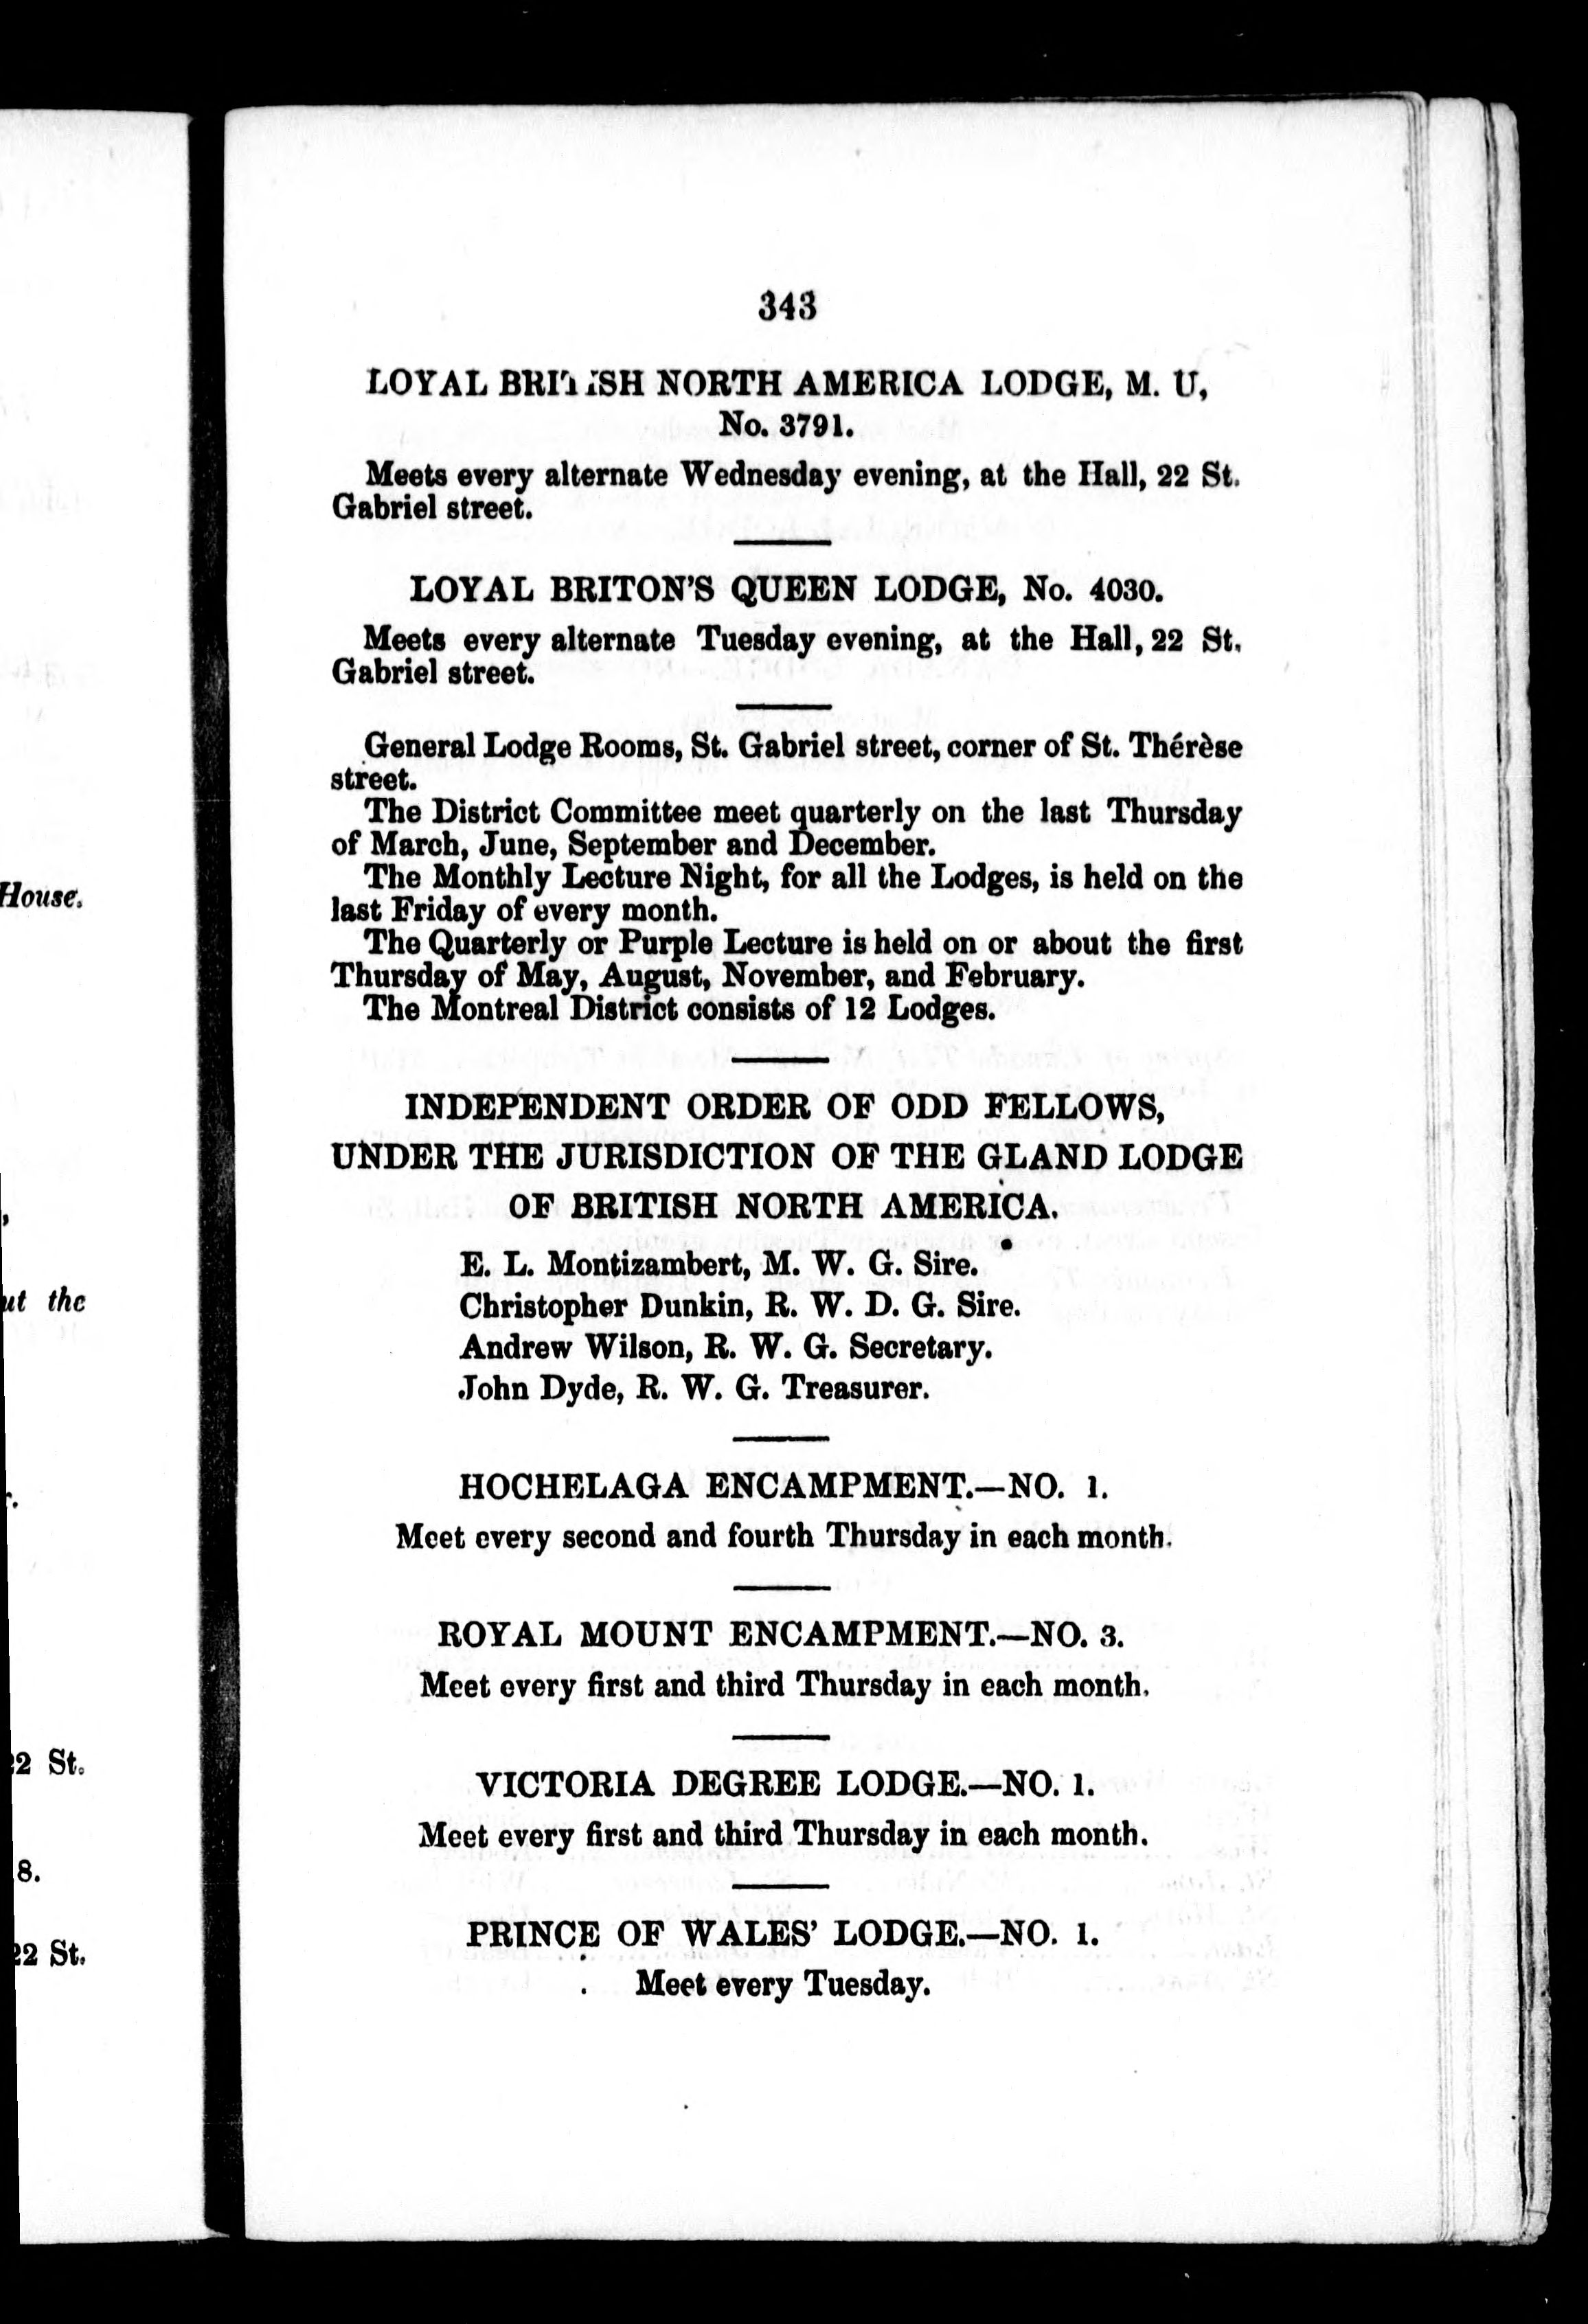 343
LOYAL BRITISH NORTH AMERICA LODGE, M. U,
No. 3791.
Meets every alternate Wednesday evening, at the Hall, 22 St.
Gabriel street.
LOYAL BRITON'S QUEEN LODGE, No. 4030.
Meets every alternate Tuesday evening, at the Hall, 22 St.
Gabriel street.
General Lodge Rooms, St. Gabriel street, corner of St. Thérèse
street.
The District Committee meet quarterly on the last Thursday
of March, June, September and December.
The Monthly Lecture Night, for all the Lodges, is held on the
last Friday of every month.
The Quarterly or Purple Lecture is held on or about the first
Thursday of May, August, November, and February.
The Montreal District consists of 12 Lodges.
INDEPENDENT ORDER OF ODD FELLOWS,
UNDER THE JURISDICTION OF THE GLAND LODGE
OF BRITISH NORTH AMERICA.
E. L. Montizambert, M. W. G. Sire.
Christopher Dunkin, R. W. D. G. Sire.
Andrew Wilson, R. W. G. Secretary.
John Dyde, R. W. G. Treasurer.
HOCHELAGA ENCAMPMENT.—NO. 1.
Meet every second and fourth Thursday in each month.
ROYAL MOUNT ENCAMPMENT.—NO. 3.
Meet every first and third Thursday in each month.
VICTORIA DEGREE LODGE.—NO. 1.
Meet every first and third Thursday in each month.
PRINCE OF WALES' LODGE.—NO. 1.
Meet every Tuesday.
House.
the
St.
8.
St.